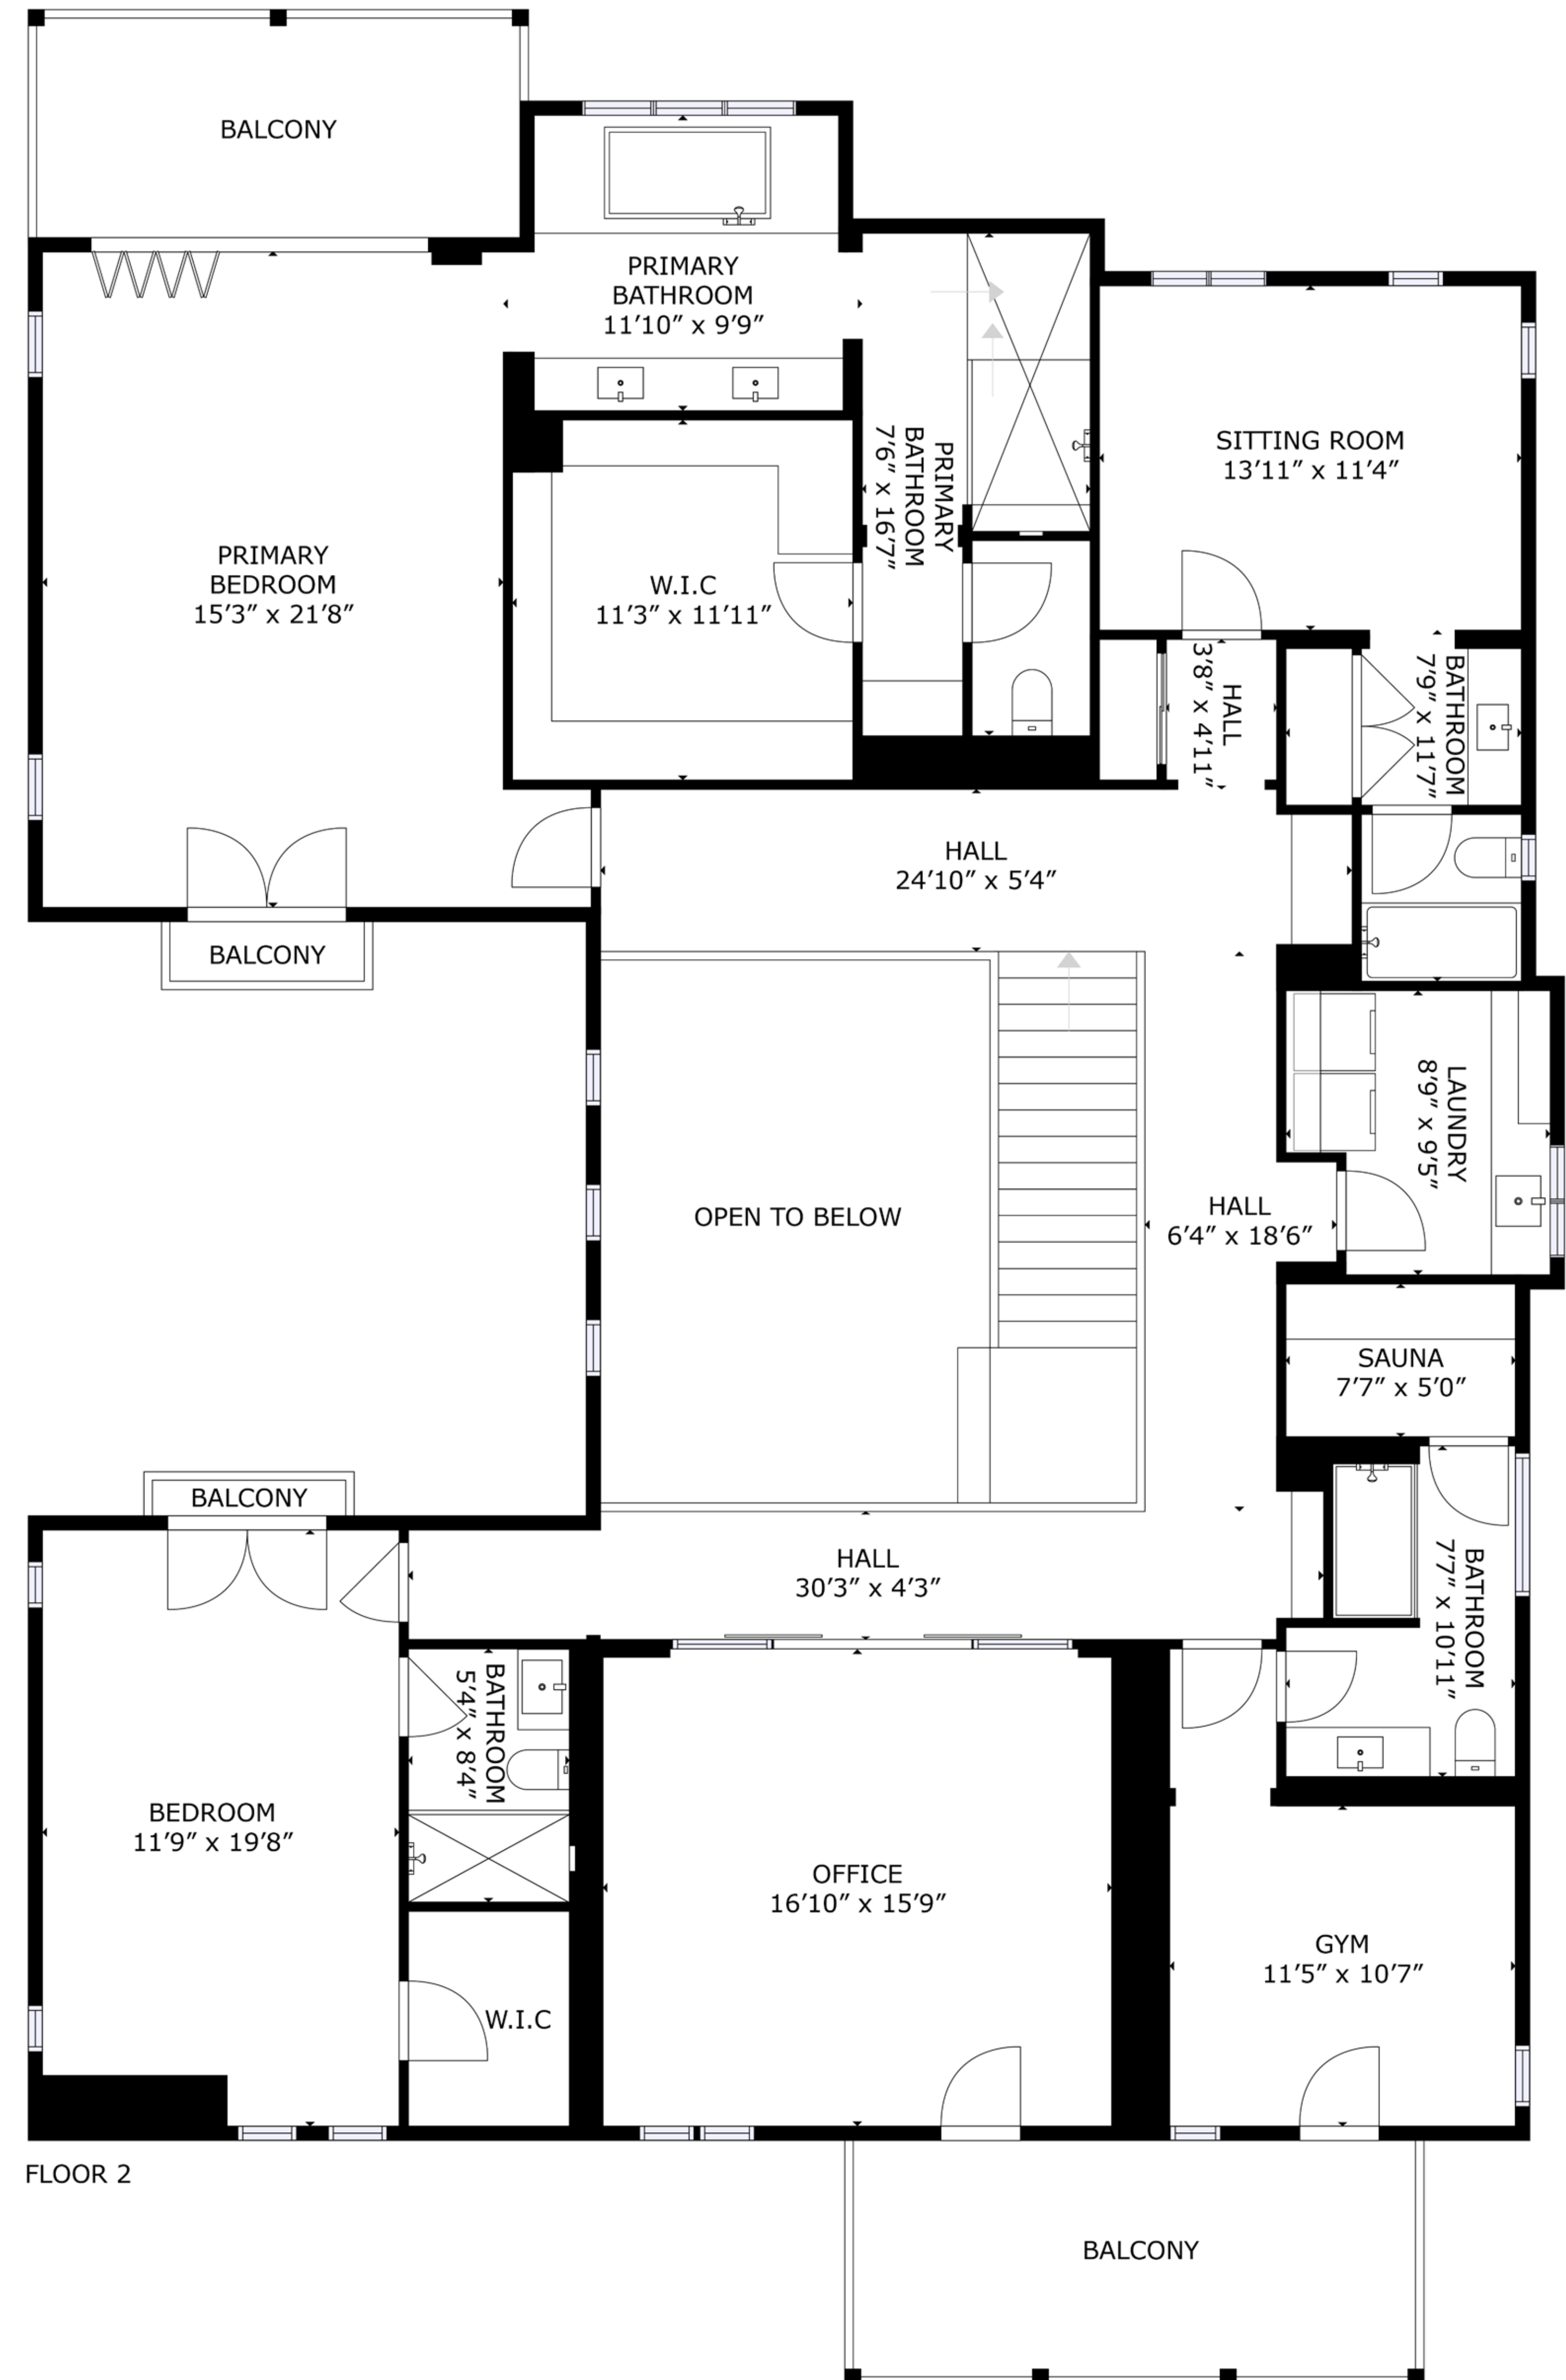 BALCONY
PRIMARY
BATHROOM
11'10" x 9'9"
PRIMARY
BATHROOM
7'6" x 16'7"
SITTING ROOM
13'11" x 11'4"
PRIMARY
BEDROOM
15'3" x 21'8"
W.I.C
11'3" x 11'11"
HALL
3'8" x 4'11"
BATHROOM
7'9" x 11'7"
HALL
24'10" x 5'4"
BALCONY
LAUNDRY
8'9" x 9'5"
OPEN TO BELOW
HALL
6'4" x 18'6"
SAUNA
7'7" x 5'0"
BALCONY
HALL
30'3" x 4'3"
BATHROOM
7'7" x 10'11"
BATHROOM
5'4" x 8'4"
BEDROOM
11'9" x 19'8"
OFFICE
16'10" x 15'9"
GYM
11'5" x 10'7"
W.I.C
FLOOR 2
BALCONY